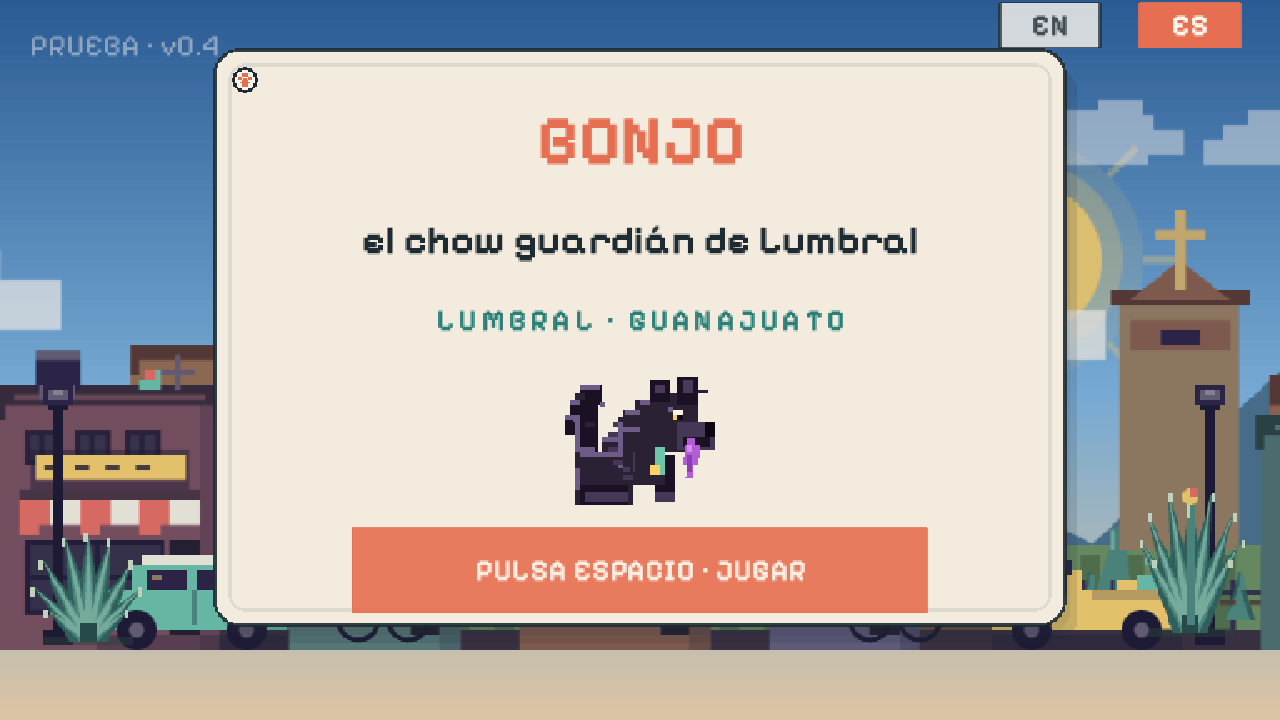 PRUEBA · v0.4
EN
ES
BONJO
el chow guardián de Lumbral
LUMBRAL · GUANAJUATO
PULSA ESPACIO · JUGAR